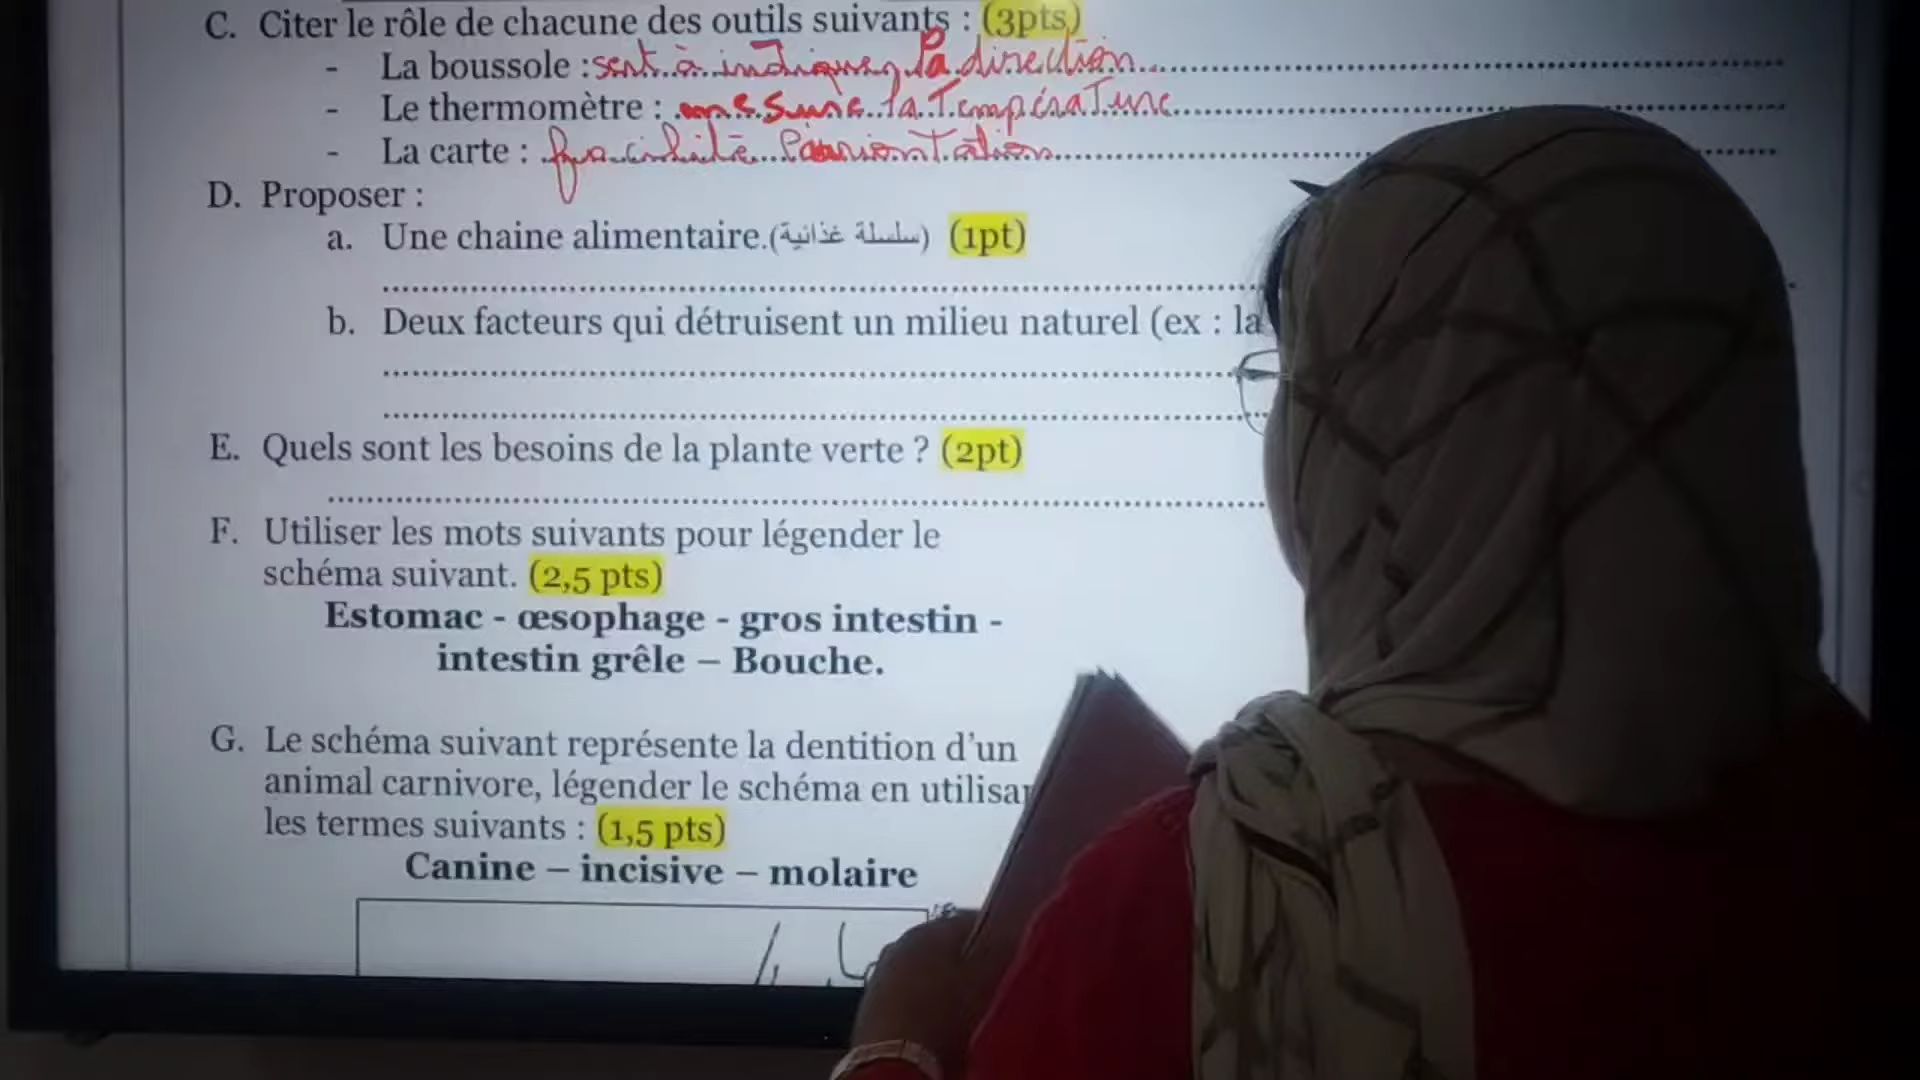 C. Citer le rôle de chacune des outils suivants : (3pts)
- La boussole : sert à indiquer la direction
- Le thermomètre : mesure la Température
- La carte : facilite l'oriontation
D. Proposer :
a. Une chaine alimentaire.(سلسلة غذائية) (1pt)
b. Deux facteurs qui détruisent un milieu naturel (ex : la
E. Quels sont les besoins de la plante verte ? (2pt)
F. Utiliser les mots suivants pour légender le
schéma suivant. (2,5 pts)
Estomac - œsophage - gros intestin -
intestin grêle – Bouche.
G. Le schéma suivant représente la dentition d'un
animal carnivore, légender le schéma en utilisa
les termes suivants : (1,5 pts)
Canine – incisive – molaire